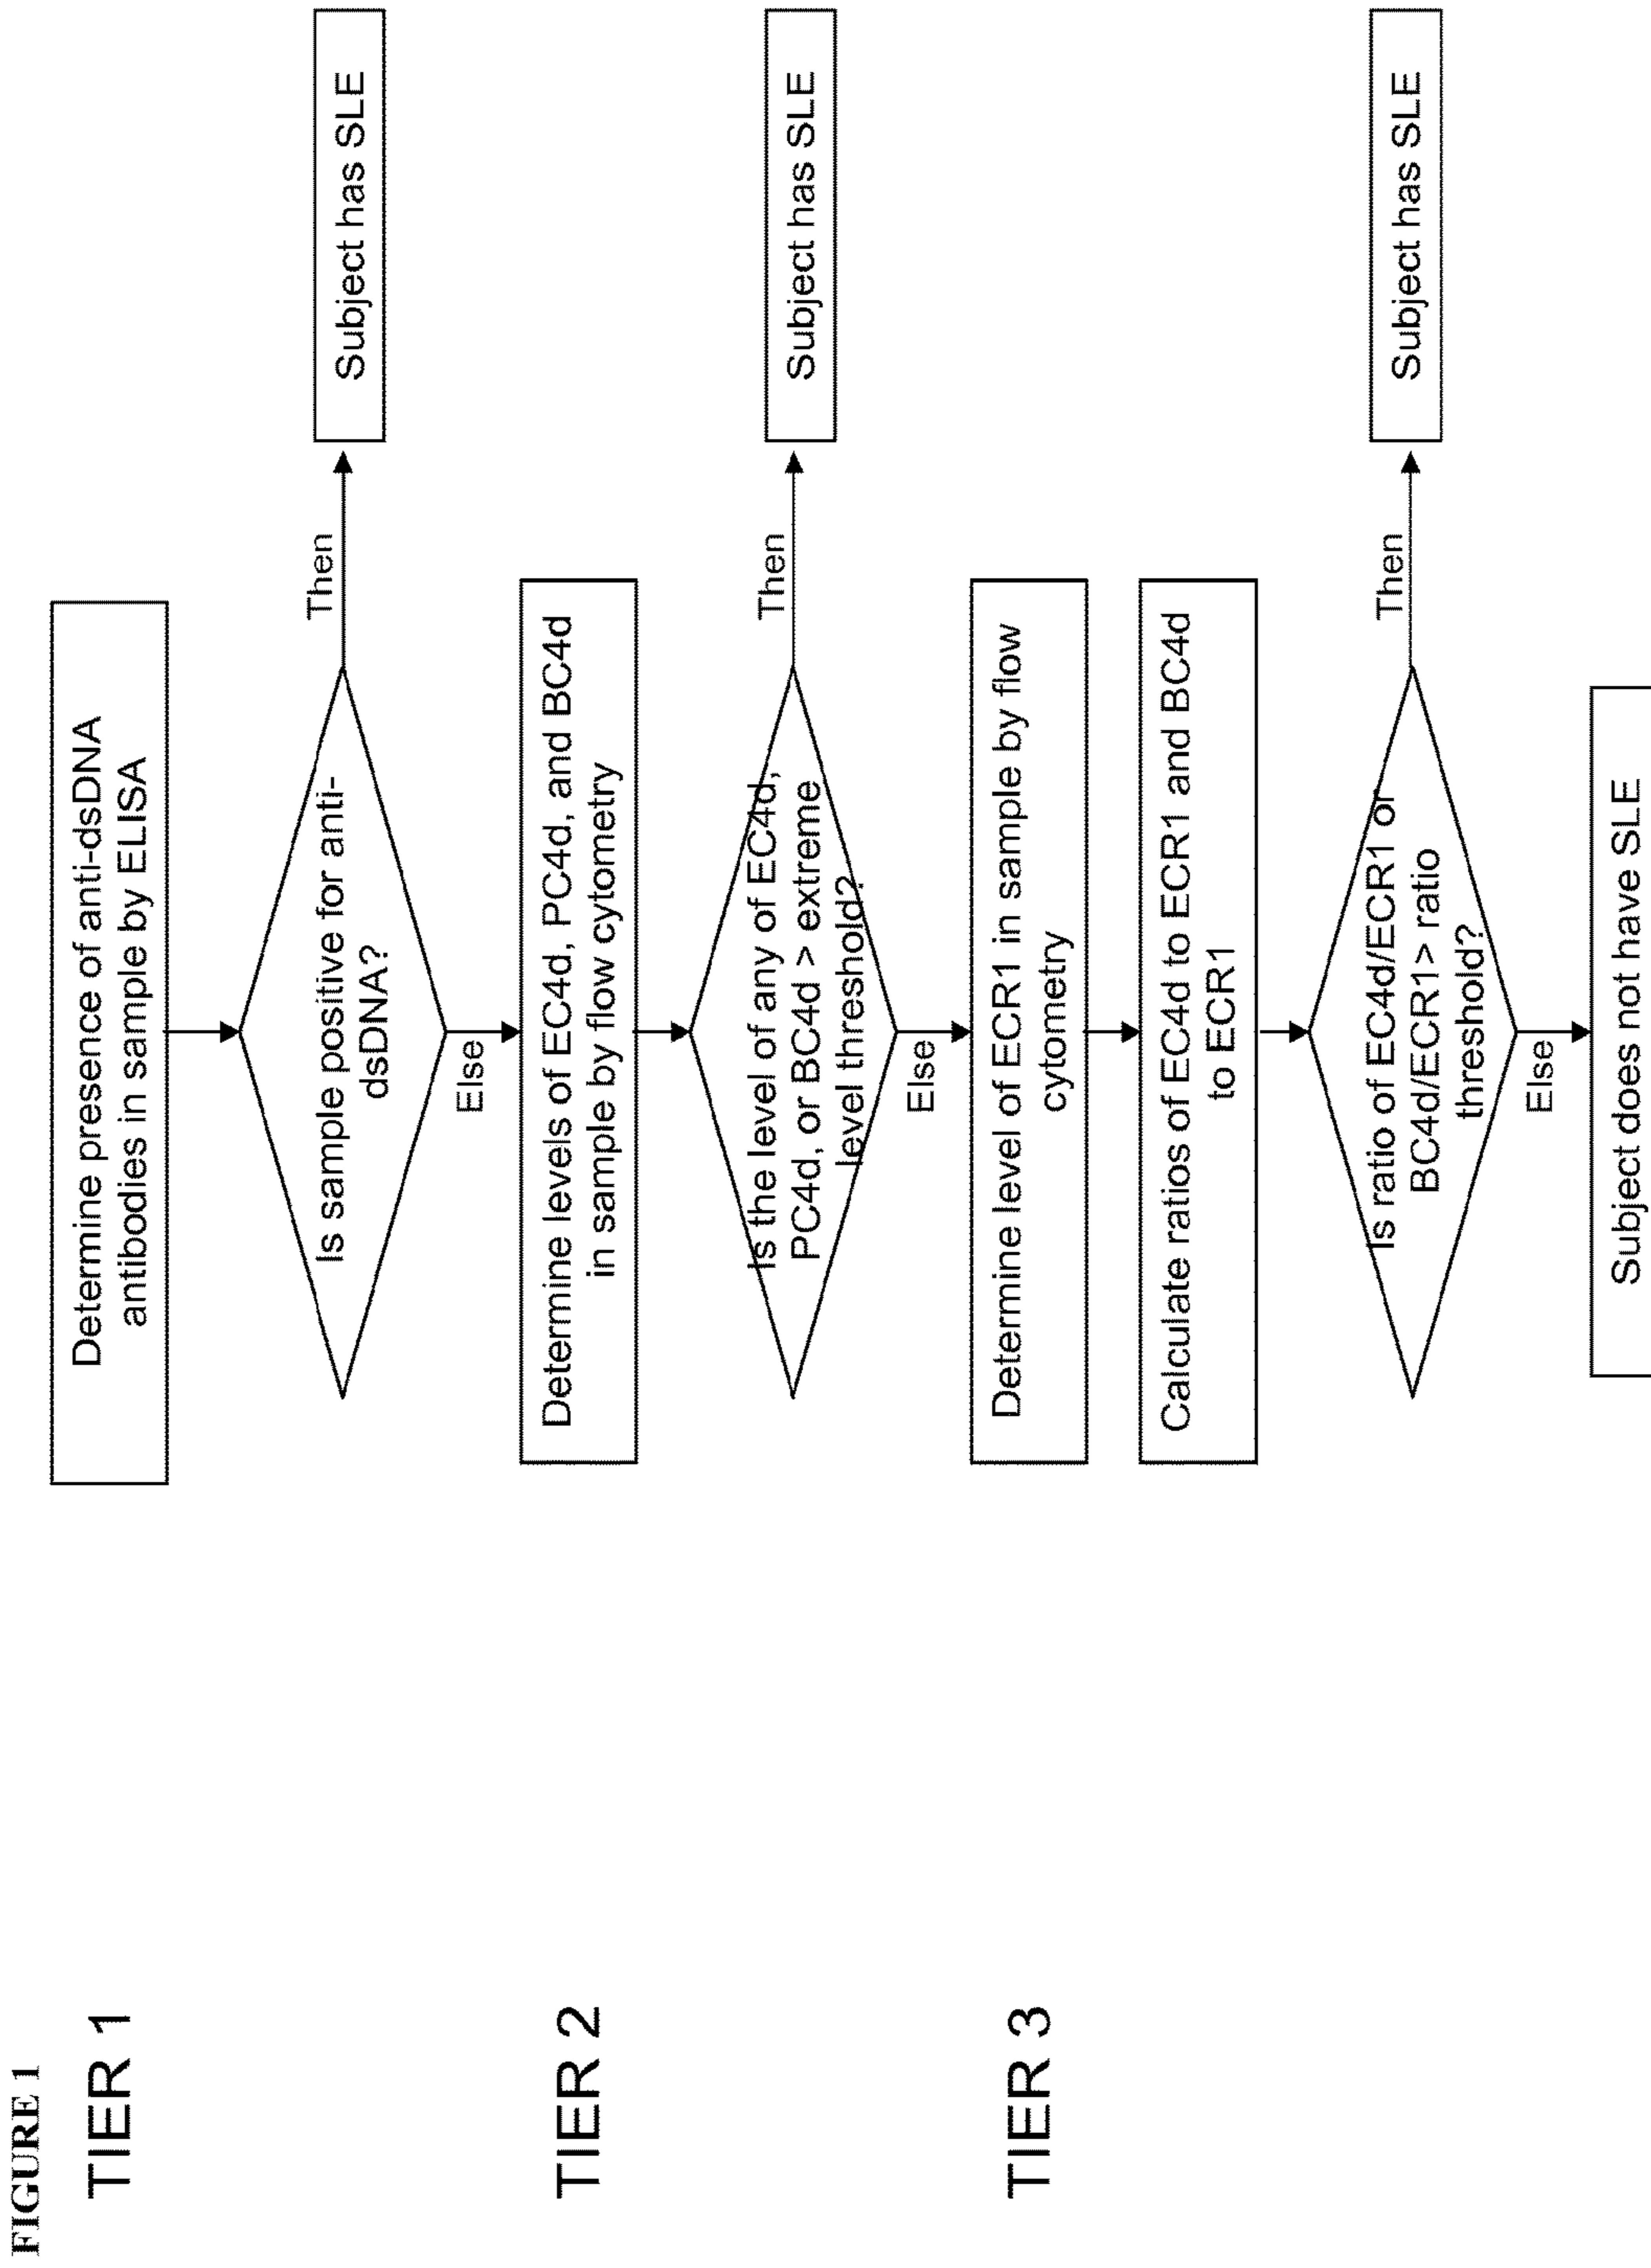 FIGURE 1
TIER 1
Determine presence of anti-dsDNA
antibodies in sample by ELISA
Is sample positive for anti-
dsDNA?
Then
Subject has SLE
Else
TIER 2
Determine levels of EC4d, PC4d, and BC4d
in sample by flow cytometry
Is the level of any of EC4d,
PC4d, or BC4d > extreme
level threshold?
Then
Subject has SLE
Else
TIER 3
Determine level of ECR1 in sample by flow
cytometry
Calculate ratios of EC4d to ECR1 and BC4d
to ECR1
Is ratio of EC4d/ECR1 or
BC4d/ECR1> ratio
threshold?
Then
Subject has SLE
Else
Subject does not have SLE